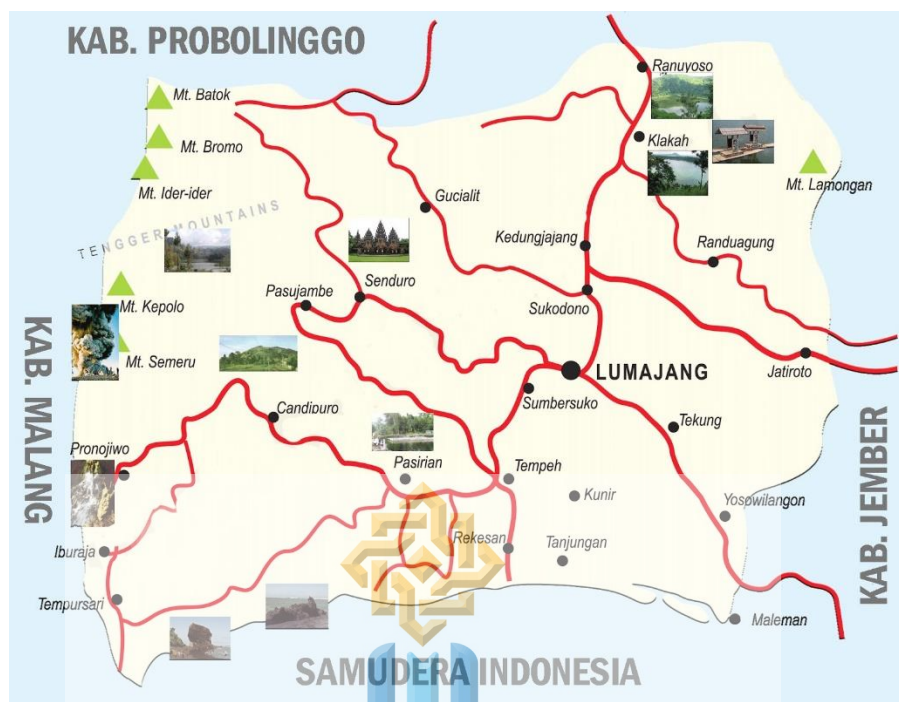 KAB. PROBOLINGGO
Ranuyoso
Mt. Batok
Mt. Bromo
Klakah
Mt. Ider-ider
Mt. Lamongan
Gucialit
TENGGER MOUNTAINS
Kedungjajang
Randuagung
Senduro
Pasujambe
Sukodono
Mt. Kepolo
KAB. MALANG
Mt. Semeru
LUMAJANG
Jatiroto
Sumbersuko
Candipuro
Tekung
KAB. JEMBER
Pronojiwo
Pasirian
Tempeh
Kunir
Yosowilangon
Iburaja
Rekesan
Tanjungan
Tempursari
Maleman
SAMUDERA INDONESIA